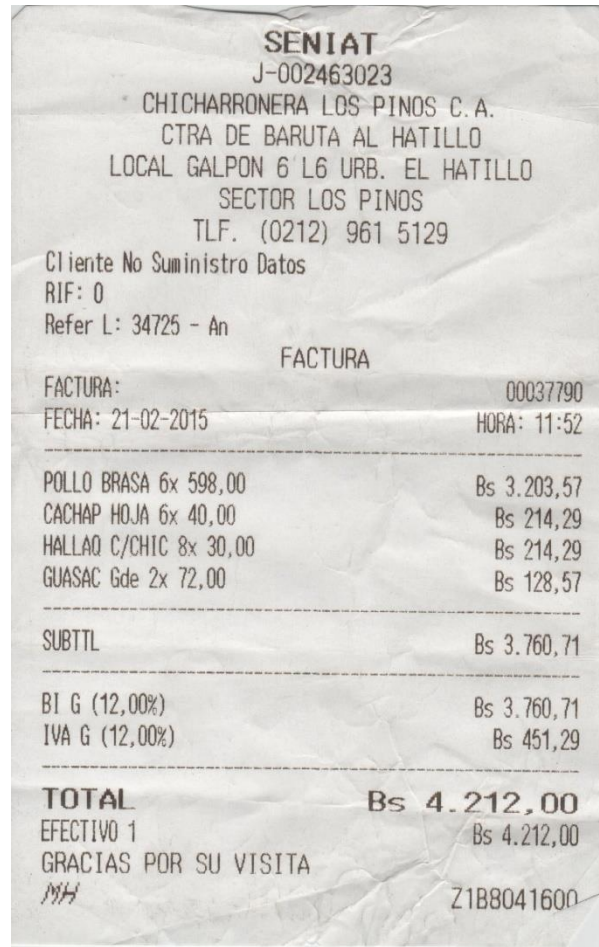 SENIAT
J-002463023
CHICHARRONERA LOS PINOS C.A.
CTRA DE BARUTA AL HATILLO
LOCAL GALPON 6 L6 URB. EL HATILLO
SECTOR LOS PINOS
TLF. (0212) 961 5129
Cliente No Suministro Datos
RIF: 0
Refer L: 34725 - An
FACTURA
FACTURA: 00037790
FECHA: 21-02-2015 HORA: 11:52
POLLO BRASA 6x 598,00 Bs 3.203,57
CACHAP HOJA 6x 40,00 Bs 214,29
HALLAQ C/CHIC 8x 30,00 Bs 214,29
GUASAC Gde 2x 72,00 Bs 128,57
SUBTTL Bs 3.760,71
BI G (12,00%) Bs 3.760,71
IVA G (12,00%) Bs 451,29
TOTAL Bs 4.212,00
EFECTIVO 1 Bs 4.212,00
GRACIAS POR SU VISITA
MH Z1B8041600